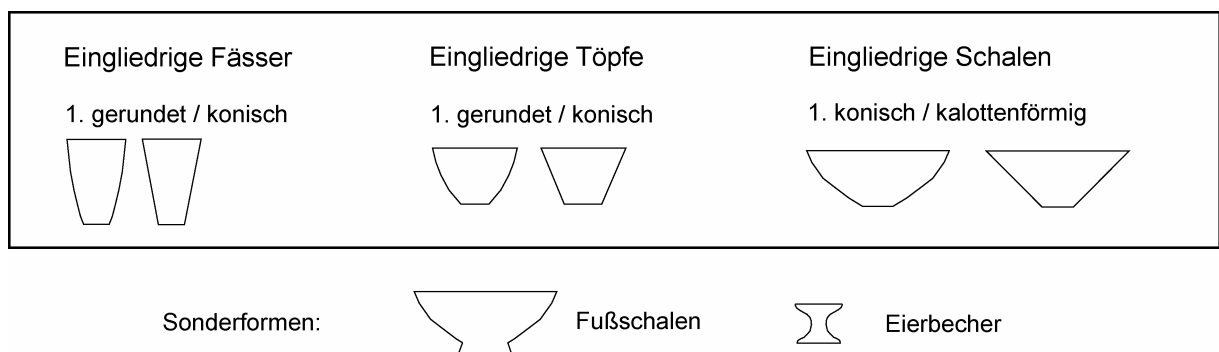 Eingliedrige Fässer
1. gerundet / konisch
Eingliedrige Töpfe
1. gerundet / konisch
Eingliedrige Schalen
1. konisch / kalottenförmig
Sonderformen:
Fußschalen
Eierbecher